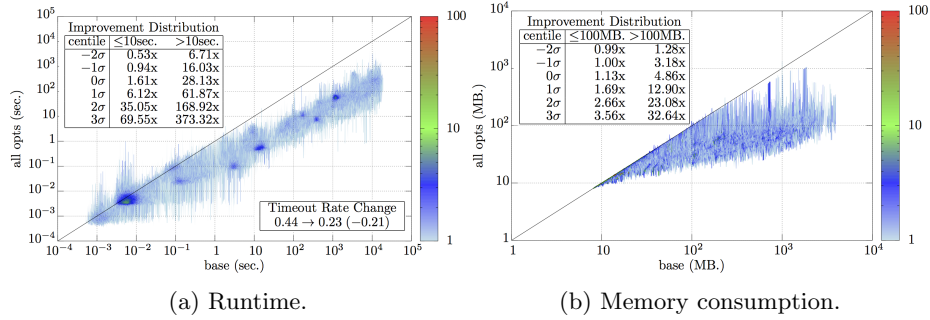 Improvement Distribution
centile ≤10sec. >10sec.
−2σ 0.53x 6.71x
−1σ 0.94x 16.03x
0σ 1.61x 28.13x
1σ 6.12x 61.87x
2σ 35.05x 168.92x
3σ 69.55x 373.32x
Timeout Rate Change
0.44 → 0.23 (−0.21)
all opts (sec.)
10^5
10^4
10^3
10^2
10^1
1
10^−1
10^−2
10^−3
10^−4
10^−4 10^−3 10^−2 10^−1 1 10^1 10^2 10^3 10^4 10^5
base (sec.)
100
10
1
(a) Runtime.
Improvement Distribution
centile ≤100MB. >100MB.
−2σ 0.99x 1.28x
−1σ 1.00x 3.18x
0σ 1.13x 4.86x
1σ 1.69x 12.90x
2σ 2.66x 23.08x
3σ 3.56x 32.64x
all opts (MB.)
10^4
10^3
10^2
10
1
1 10 10^2 10^3 10^4
base (MB.)
100
10
1
(b) Memory consumption.